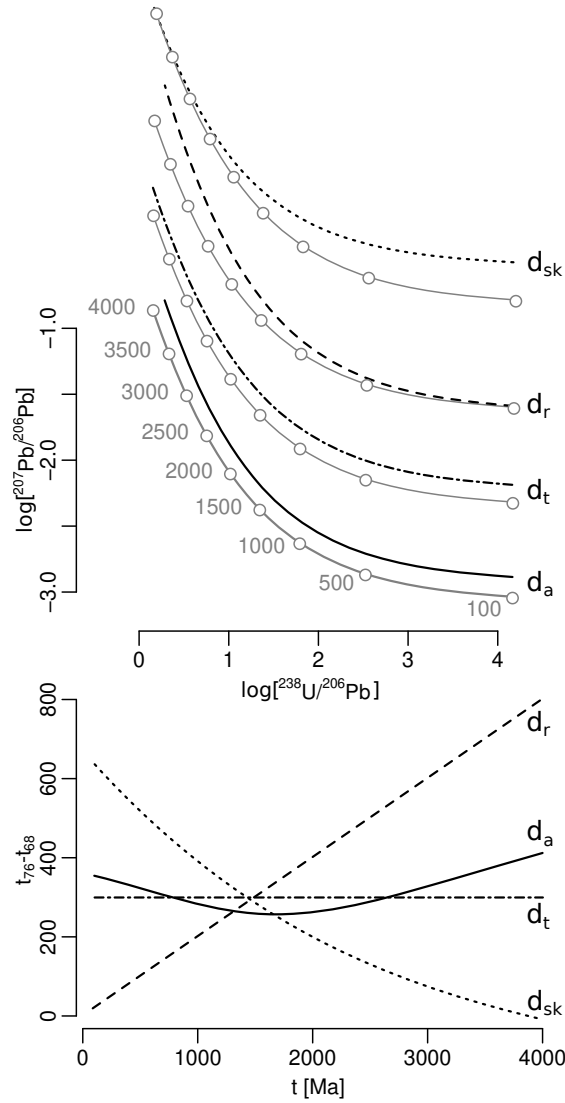 d_sk
-1.0
4000
3500
d_r
3000
log[²⁰⁷Pb/²⁰⁶Pb]
-2.0
2500
2000
d_t
1500
1000
d_a
-3.0
500
100
0 1 2 3 4
log[²³⁸U/²⁰⁶Pb]
800
d_r
600
d_a
t₇₆-t₆₈
400
d_t
200
d_sk
0
0 1000 2000 3000 4000
t [Ma]